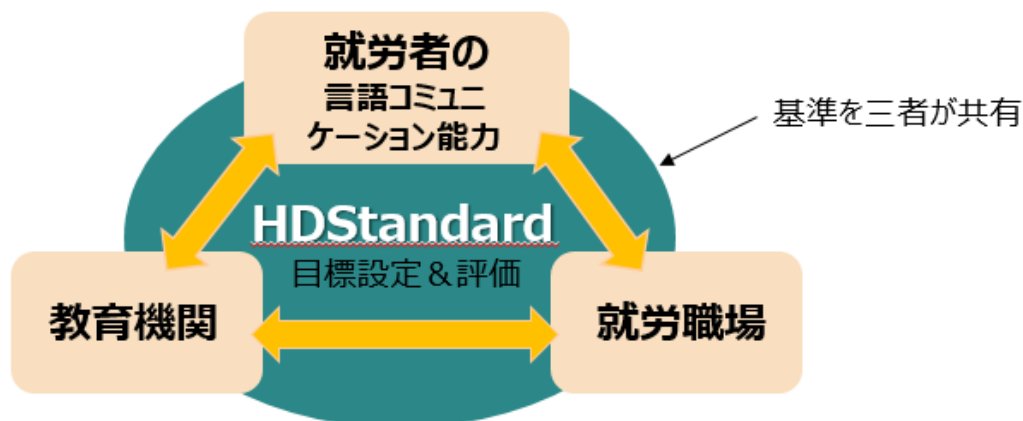 就労者の
言語コミュニ
ケーション能力
基準を三者が共有
HDStandard
目標設定＆評価
教育機関
就労職場